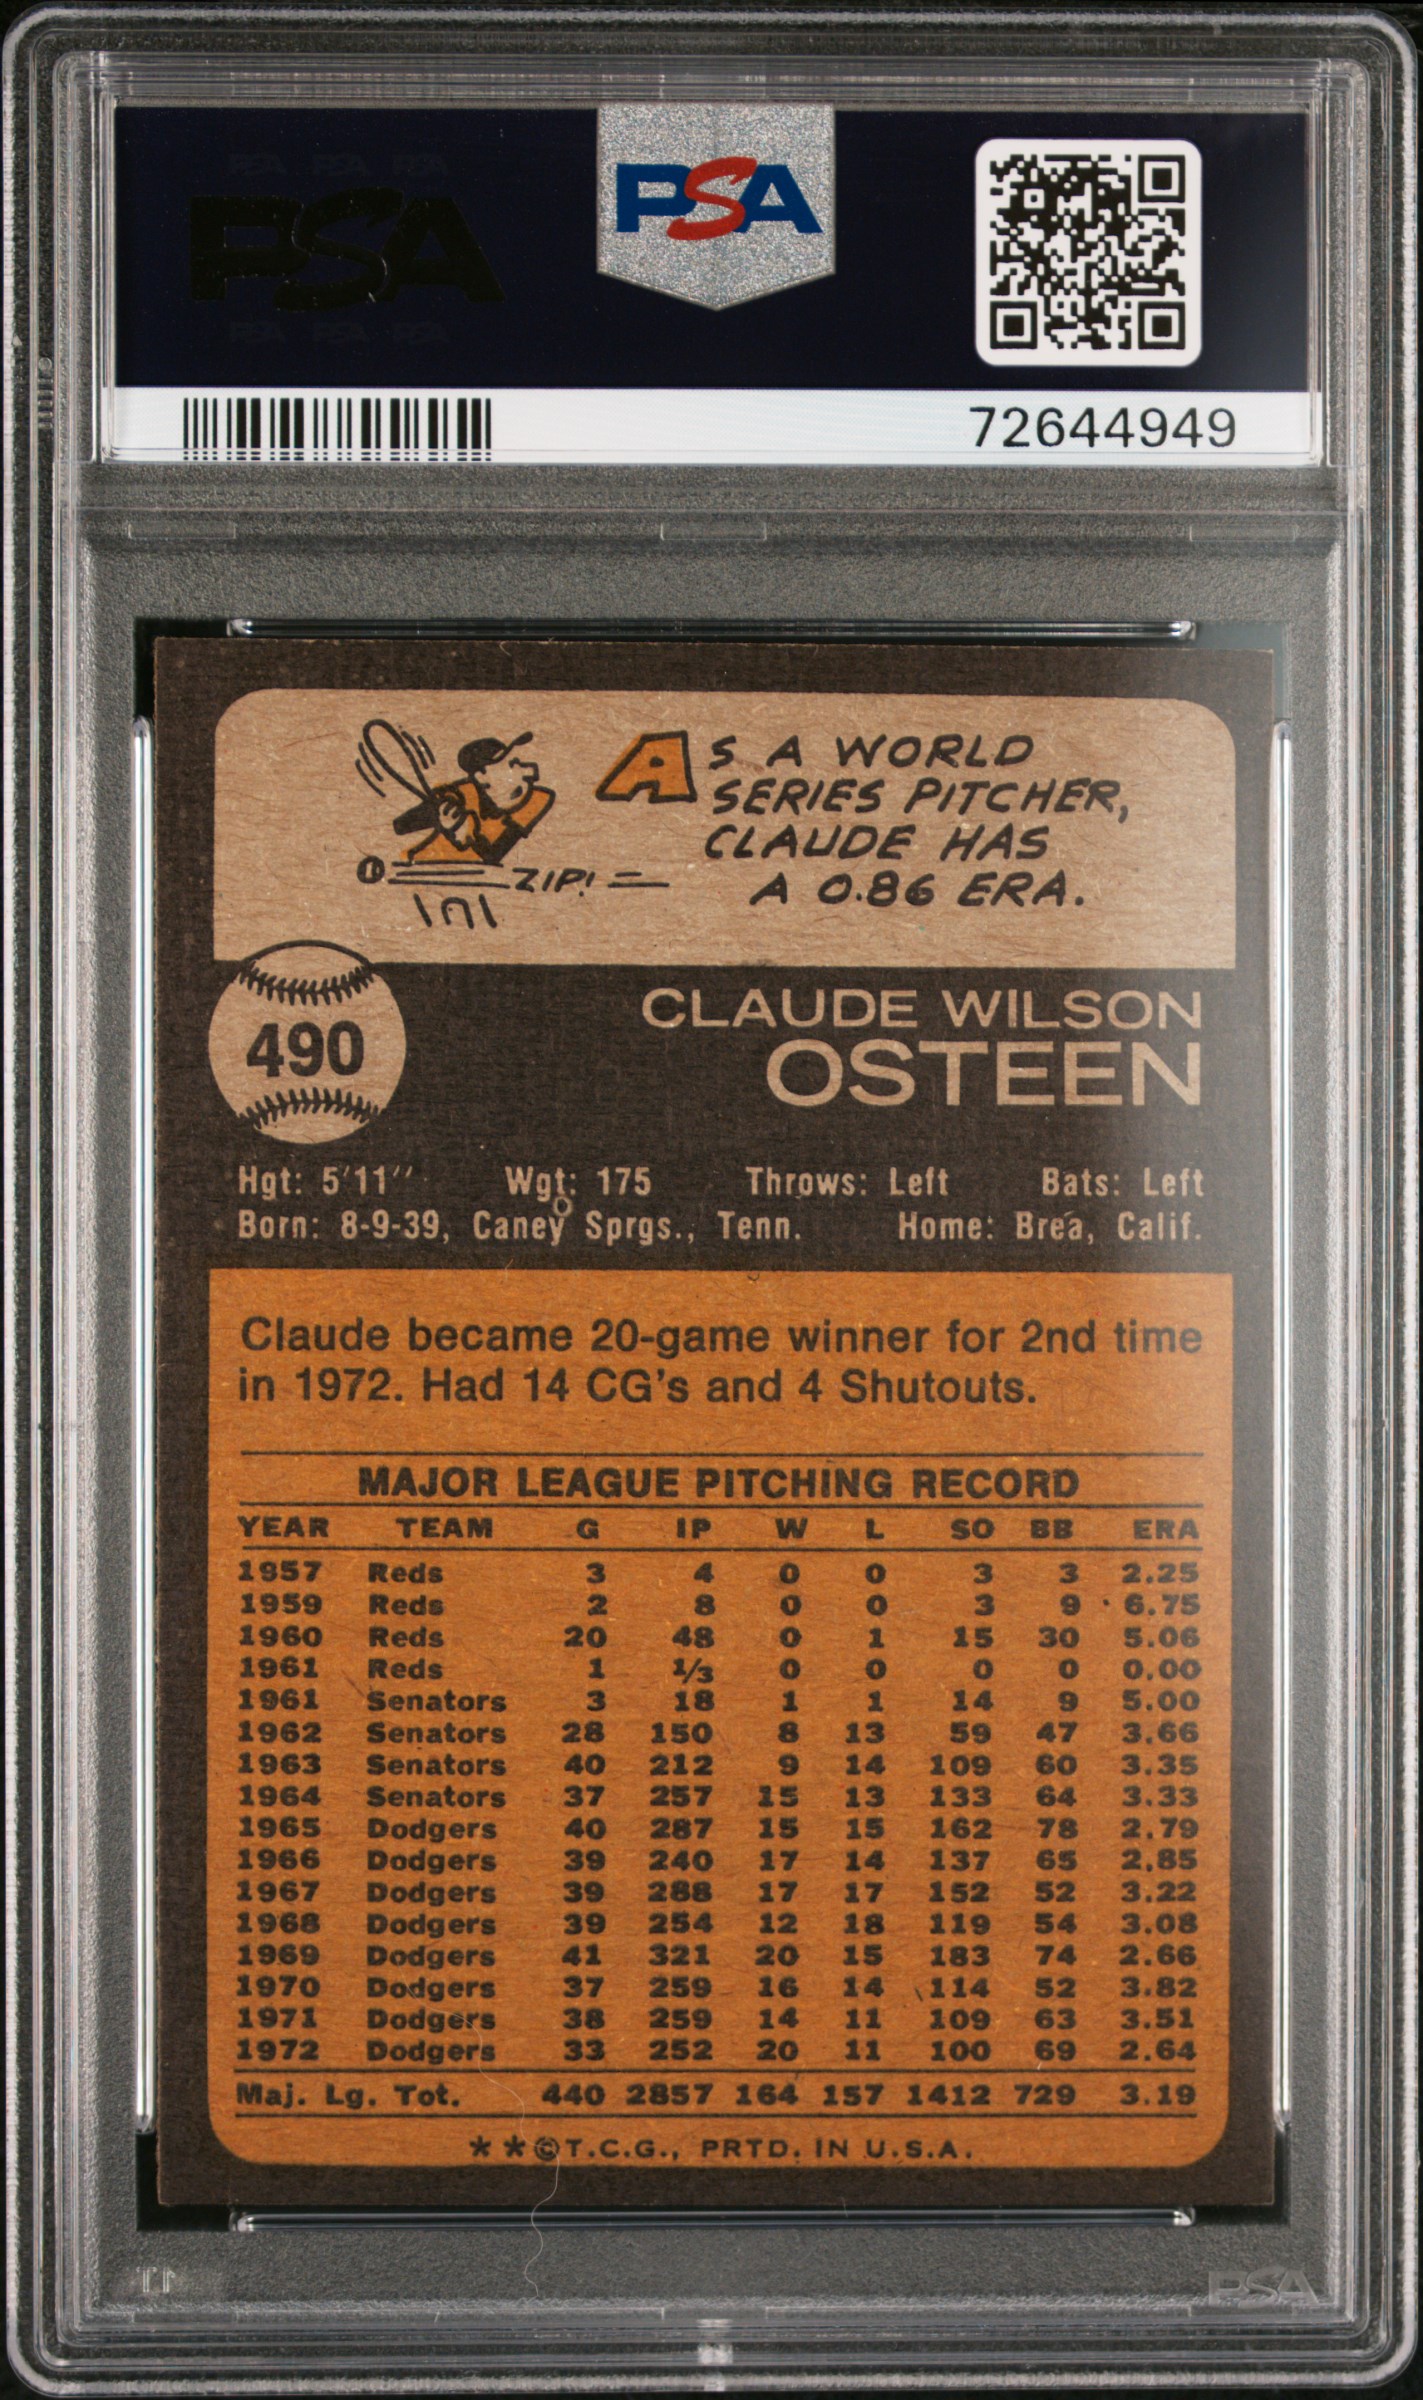 PSA PSA PSA
PSA
PSA PSA PSA
PSA
72644949
AS A WORLD
SERIES PITCHER,
CLAUDE HAS
A 0.86 ERA.
ZIP!
490
CLAUDE WILSON
OSTEEN
Hgt: 5'11" Wgt: 175 Throws: Left Bats: Left
Born: 8-9-39, Caney Sprgs., Tenn. Home: Brea, Calif.
Claude became 20-game winner for 2nd time
in 1972. Had 14 CG's and 4 Shutouts.
MAJOR LEAGUE PITCHING RECORD
YEAR TEAM G IP W L SO BB ERA
1957 Reds 3 4 0 0 3 3 2.25
1959 Reds 2 8 0 0 3 9 6.75
1960 Reds 20 48 0 1 15 30 5.06
1961 Reds 1 1/3 0 0 0 0 0.00
1961 Senators 3 18 1 1 14 9 5.00
1962 Senators 28 150 8 13 59 47 3.66
1963 Senators 40 212 9 14 109 60 3.35
1964 Senators 37 257 15 13 133 64 3.33
1965 Dodgers 40 287 15 15 162 78 2.79
1966 Dodgers 39 240 17 14 137 65 2.85
1967 Dodgers 39 288 17 17 152 52 3.22
1968 Dodgers 39 254 12 18 119 54 3.08
1969 Dodgers 41 321 20 15 183 74 2.66
1970 Dodgers 37 259 16 14 114 52 3.82
1971 Dodgers 38 259 14 11 109 63 3.51
1972 Dodgers 33 252 20 11 100 69 2.64
Maj. Lg. Tot. 440 2857 164 157 1412 729 3.19
* * © T.C.G., PRTD. IN U.S.A.
PSA